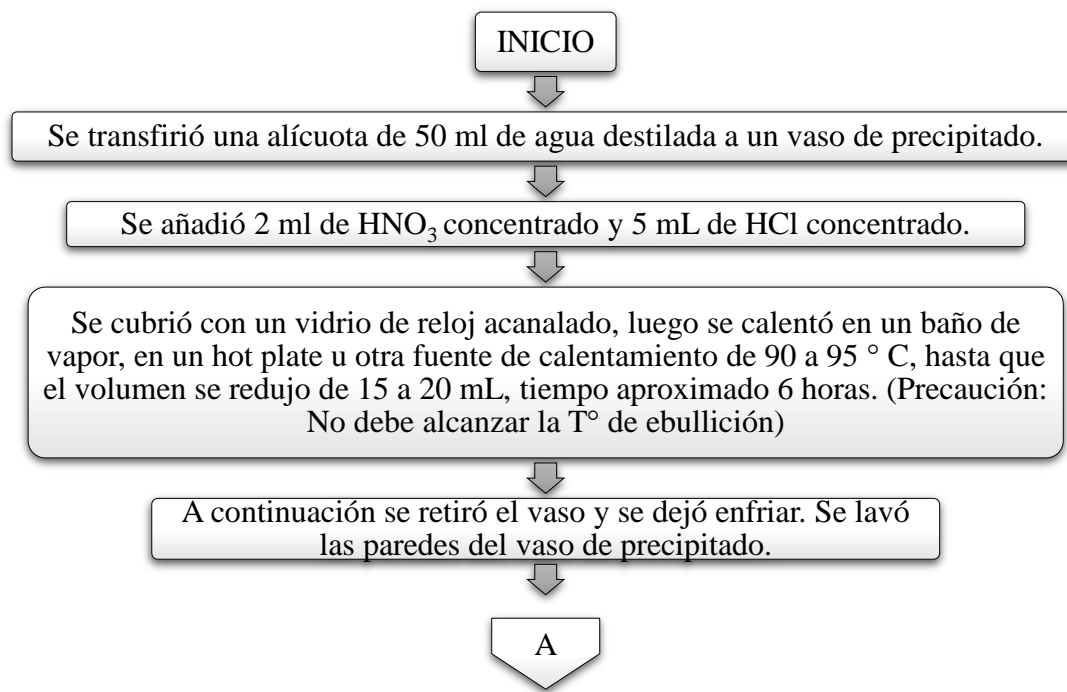 INICIO
Se transfirió una alícuota de 50 ml de agua destilada a un vaso de precipitado.
Se añadió 2 ml de HNO₃ concentrado y 5 mL de HCl concentrado.
Se cubrió con un vidrio de reloj acanalado, luego se calentó en un baño de
vapor, en un hot plate u otra fuente de calentamiento de 90 a 95 ° C, hasta que
el volumen se redujo de 15 a 20 mL, tiempo aproximado 6 horas. (Precaución:
No debe alcanzar la T° de ebullición)
A continuación se retiró el vaso y se dejó enfriar. Se lavó
las paredes del vaso de precipitado.
A